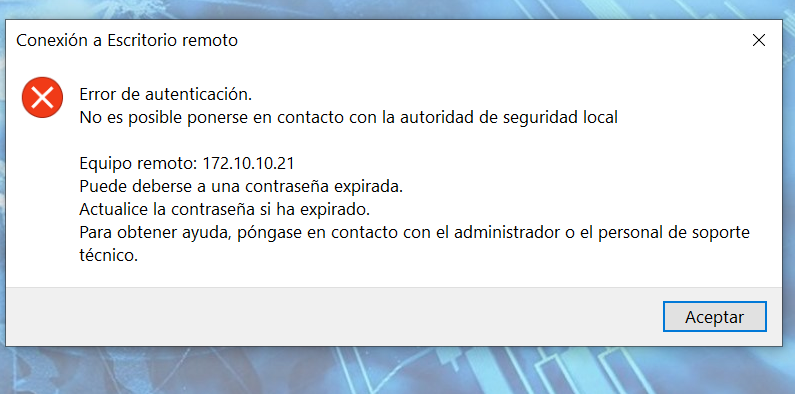 Conexión a Escritorio remoto
Error de autenticación.
No es posible ponerse en contacto con la autoridad de seguridad local
Equipo remoto: 172.10.10.21
Puede deberse a una contraseña expirada.
Actualice la contraseña si ha expirado.
Para obtener ayuda, póngase en contacto con el administrador o el personal de soporte
técnico.
Aceptar